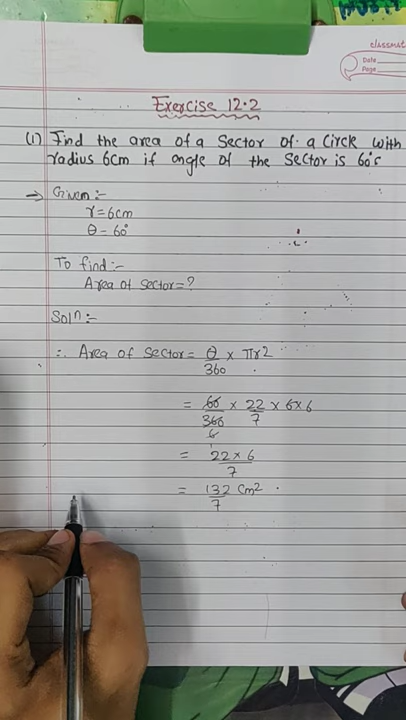 classmate
Date
Page
Exercise 12.2
(1) Find the area of a Sector of a Circle with
radius 6cm if angle of the Sector is 60°.
→ Given:-
r=6cm
θ - 60°
To find:-
Area of Sector=?
Solⁿ:-
∴ Area of Sector= θ/360 × πr2
= 60/360 × 22/7 × 6×6
6
= 22×6/7
= 132/7 cm² .